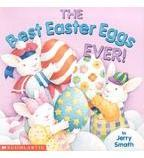 THE
Best Easter Eggs
EVER!
by
Jerry Smath
SCHOLASTIC